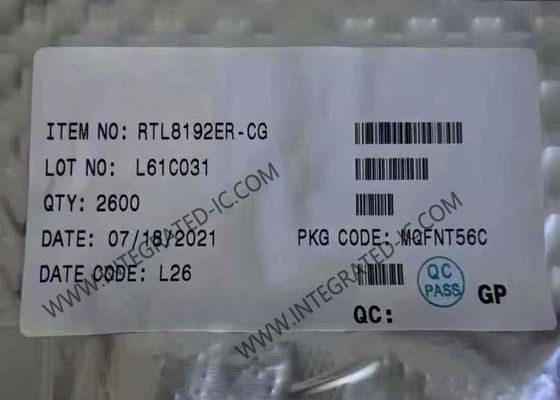 ITEM NO: RTL8192ER-CG
LOT NO: L61C031
QTY: 2600
DATE: 07/18/2021 PKG CODE: MQFNT56C
DATE CODE: L26
QC PASS
GP
QC:
WWW.INTEGRATED-IC.COM
WWW.INTEGRATED-IC.COM